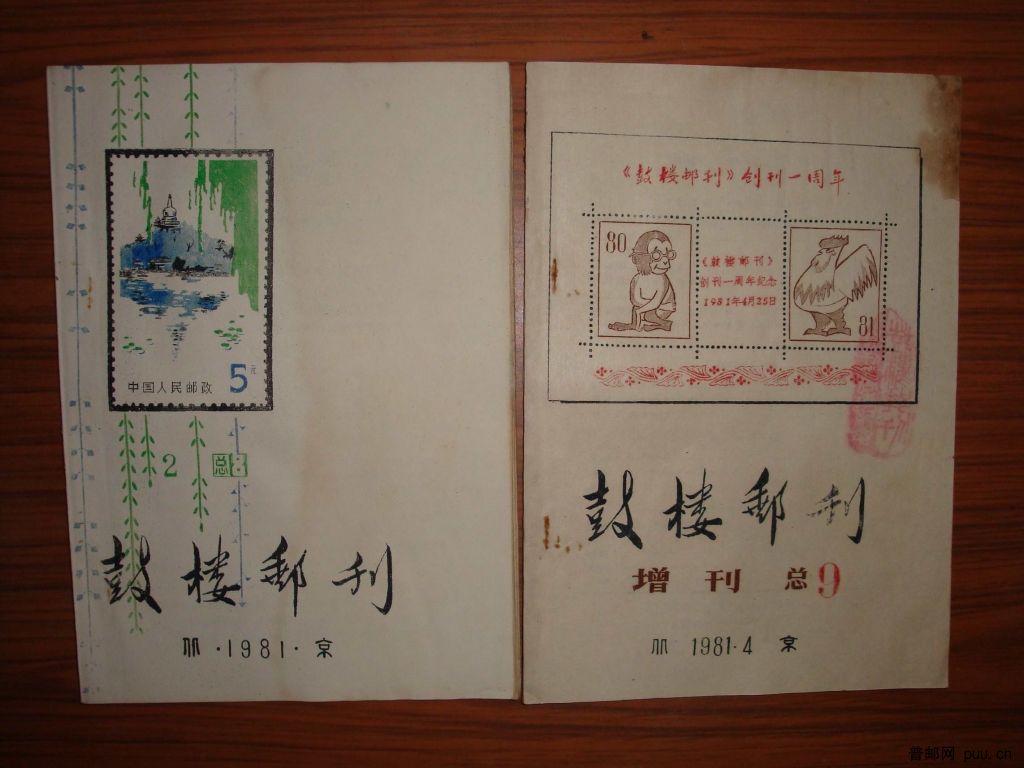 中国人民邮政 5元
2 总8
鼓楼邮刊
北·1981·京
《鼓楼邮刊》创刊一周年
80
《鼓楼邮刊》
创刊一周年纪念
1981年4月25日
81
鼓楼邮刊
增刊 总9
北 1981·4 京
普邮网 puu.cn